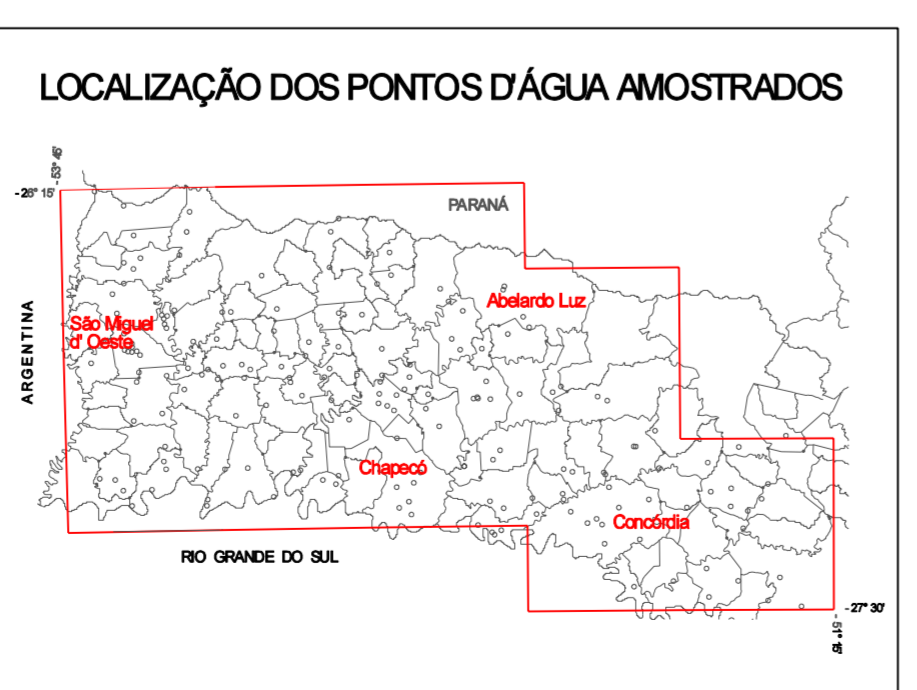 LOCALIZAÇÃO DOS PONTOS D'ÁGUA AMOSTRADOS
- 53° 45'
- 26° 15'
PARANÁ
ARGENTINA
Abelardo Luz
São Miguel
d' Oeste
Chapecó
Concórdia
RIO GRANDE DO SUL
- 27° 30'
- 51° 15'